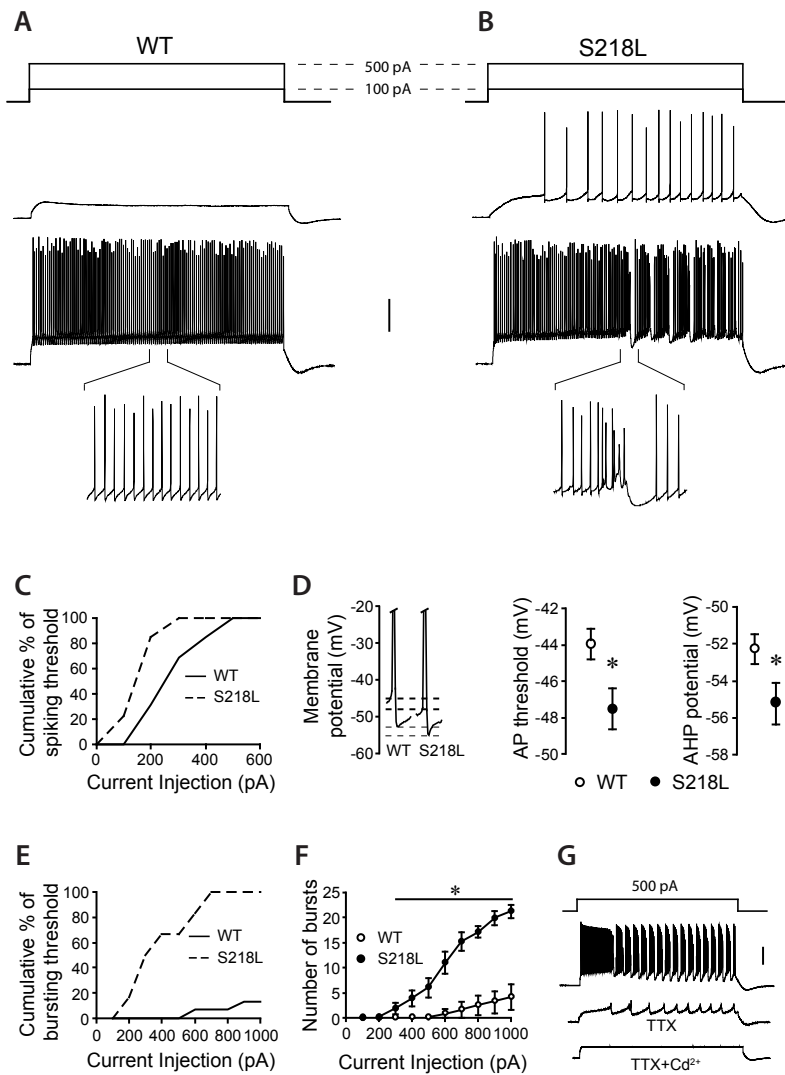 A
B
WT
S218L
500 pA
100 pA
C
Cumulative % of
spiking threshold
100
80
60
40
20
0
WT
S218L
0 200 400 600
Current Injection (pA)
D
Membrane
potential (mV)
-20
-30
-40
-50
-60
WT S218L
AP threshold (mV)
-42
-44
-46
-48
-50
*
AHP potential (mV)
-50
-52
-54
-56
-58
*
WT S218L
E
Cumulative % of
bursting threshold
100
80
60
40
20
0
WT
S218L
0 200 400 600 800 1000
Current Injection (pA)
F
Number of bursts
25
20
15
10
5
0
*
WT
S218L
0 200 400 600 800 1000
Current Injection (pA)
G
500 pA
TTX
TTX+Cd²⁺